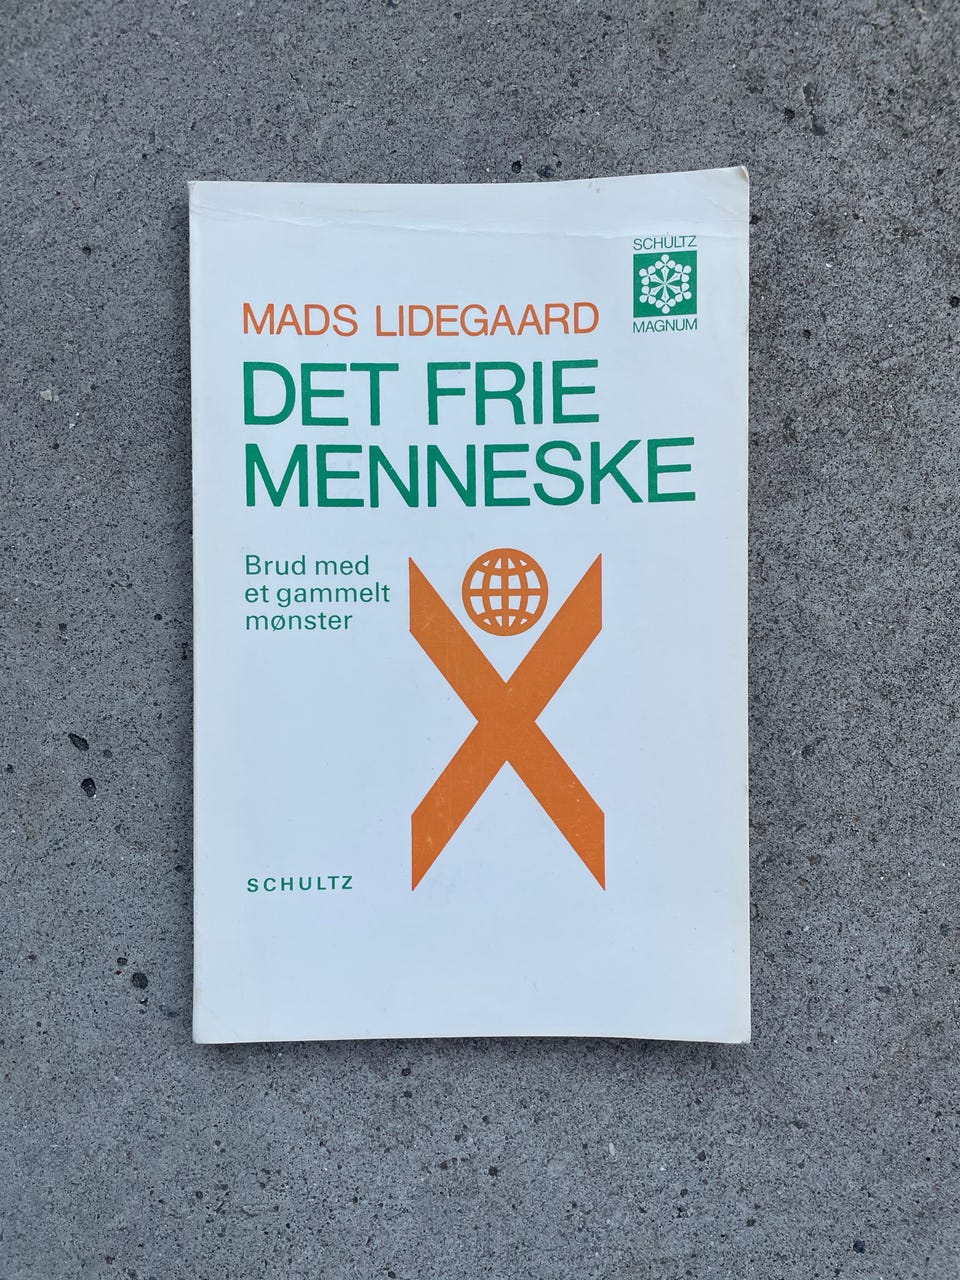 SCHULTZ
MAGNUM
MADS LIDEGAARD
DET FRIE
MENNESKE
Brud med
et gammelt
mønster
SCHULTZ